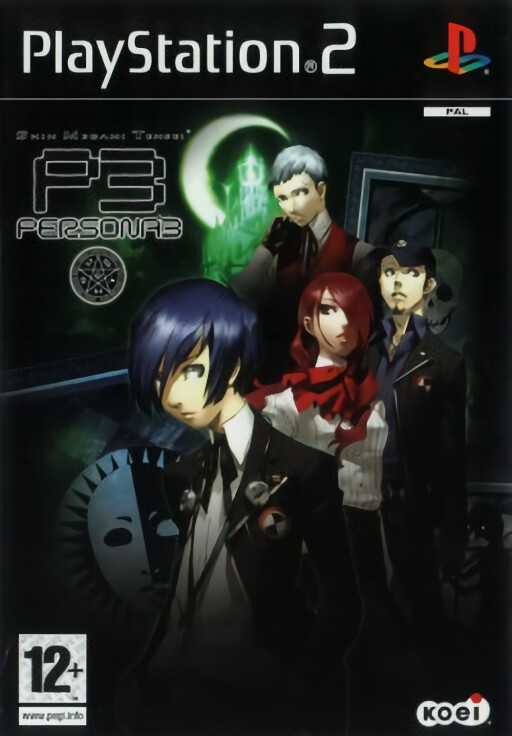 PlayStation®2
PAL
SHIN MEGAMI TENSEI®
P3
PERSONA3
12+
www.pegi.info
KOEI